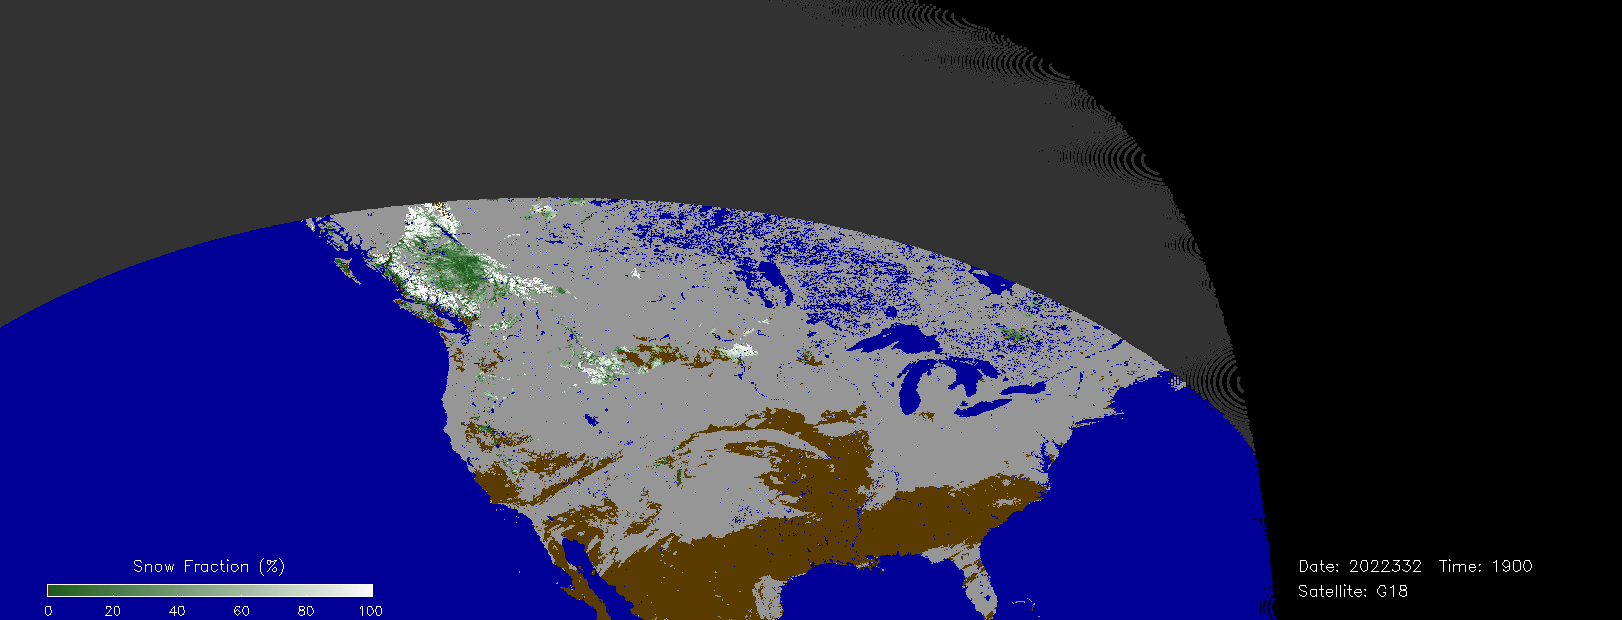 Snow Fraction (%)
0 20 40 60 80 100
Date: 2022332 Time: 1900
Satellite: G18